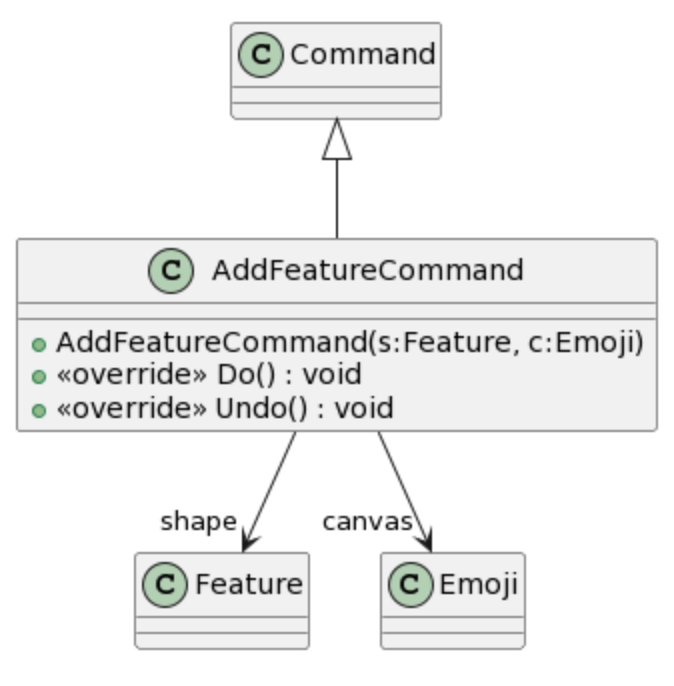 C Command
C AddFeatureCommand
AddFeatureCommand(s:Feature, c:Emoji)
«override» Do() : void
«override» Undo() : void
shape
canvas
C Feature
C Emoji